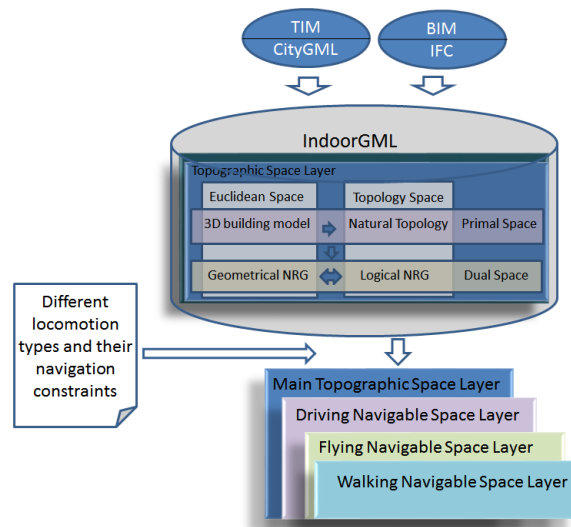 TIM
CityGML
BIM
IFC
IndoorGML
Topographic Space Layer
Euclidean Space
Topology Space
3D building model
Natural Topology
Primal Space
Geometrical NRG
Logical NRG
Dual Space
Different
locomotion
types and their
navigation
constraints
Main Topographic Space Layer
Driving Navigable Space Layer
Flying Navigable Space Layer
Walking Navigable Space Layer